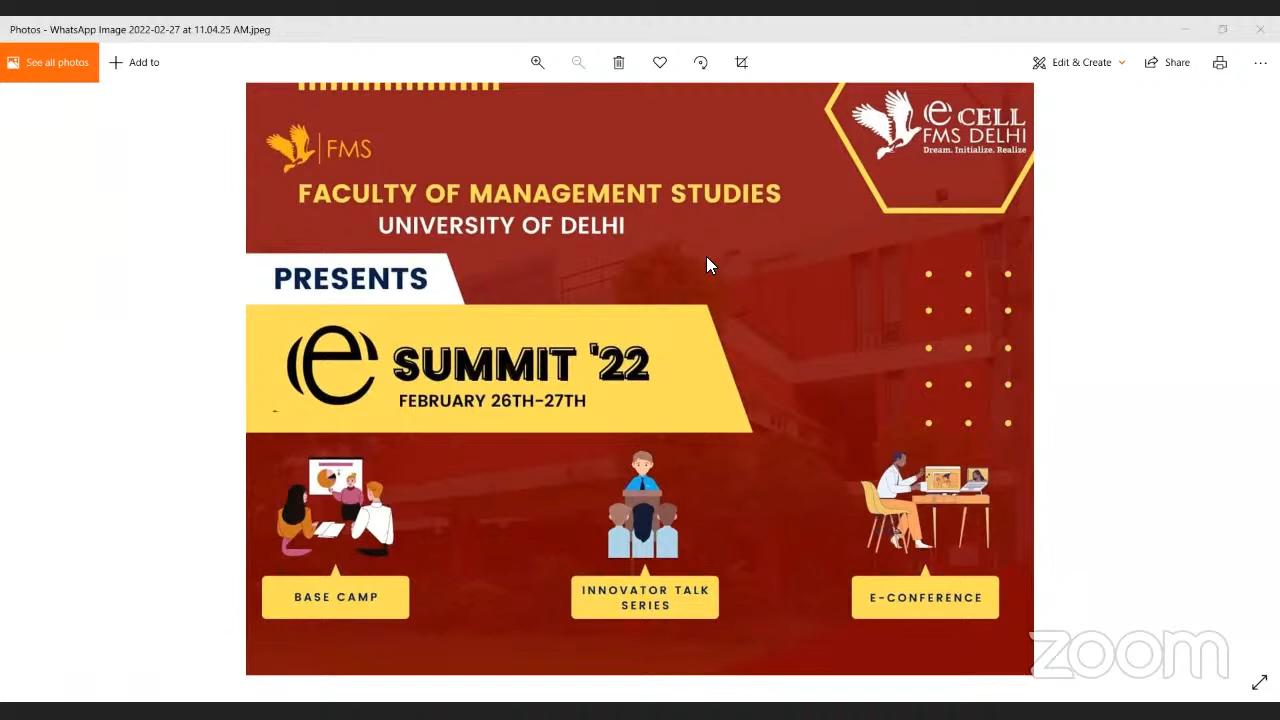 Photos - WhatsApp Image 2022-02-27 at 11.04.25 AM.jpeg
See all photos
Add to
Edit & Create
Share
FMS
e CELL
FMS DELHI
Dream. Initialize. Realize
FACULTY OF MANAGEMENT STUDIES
UNIVERSITY OF DELHI
PRESENTS
e SUMMIT '22
FEBRUARY 26TH-27TH
BASE CAMP
INNOVATOR TALK
SERIES
E-CONFERENCE
zoom